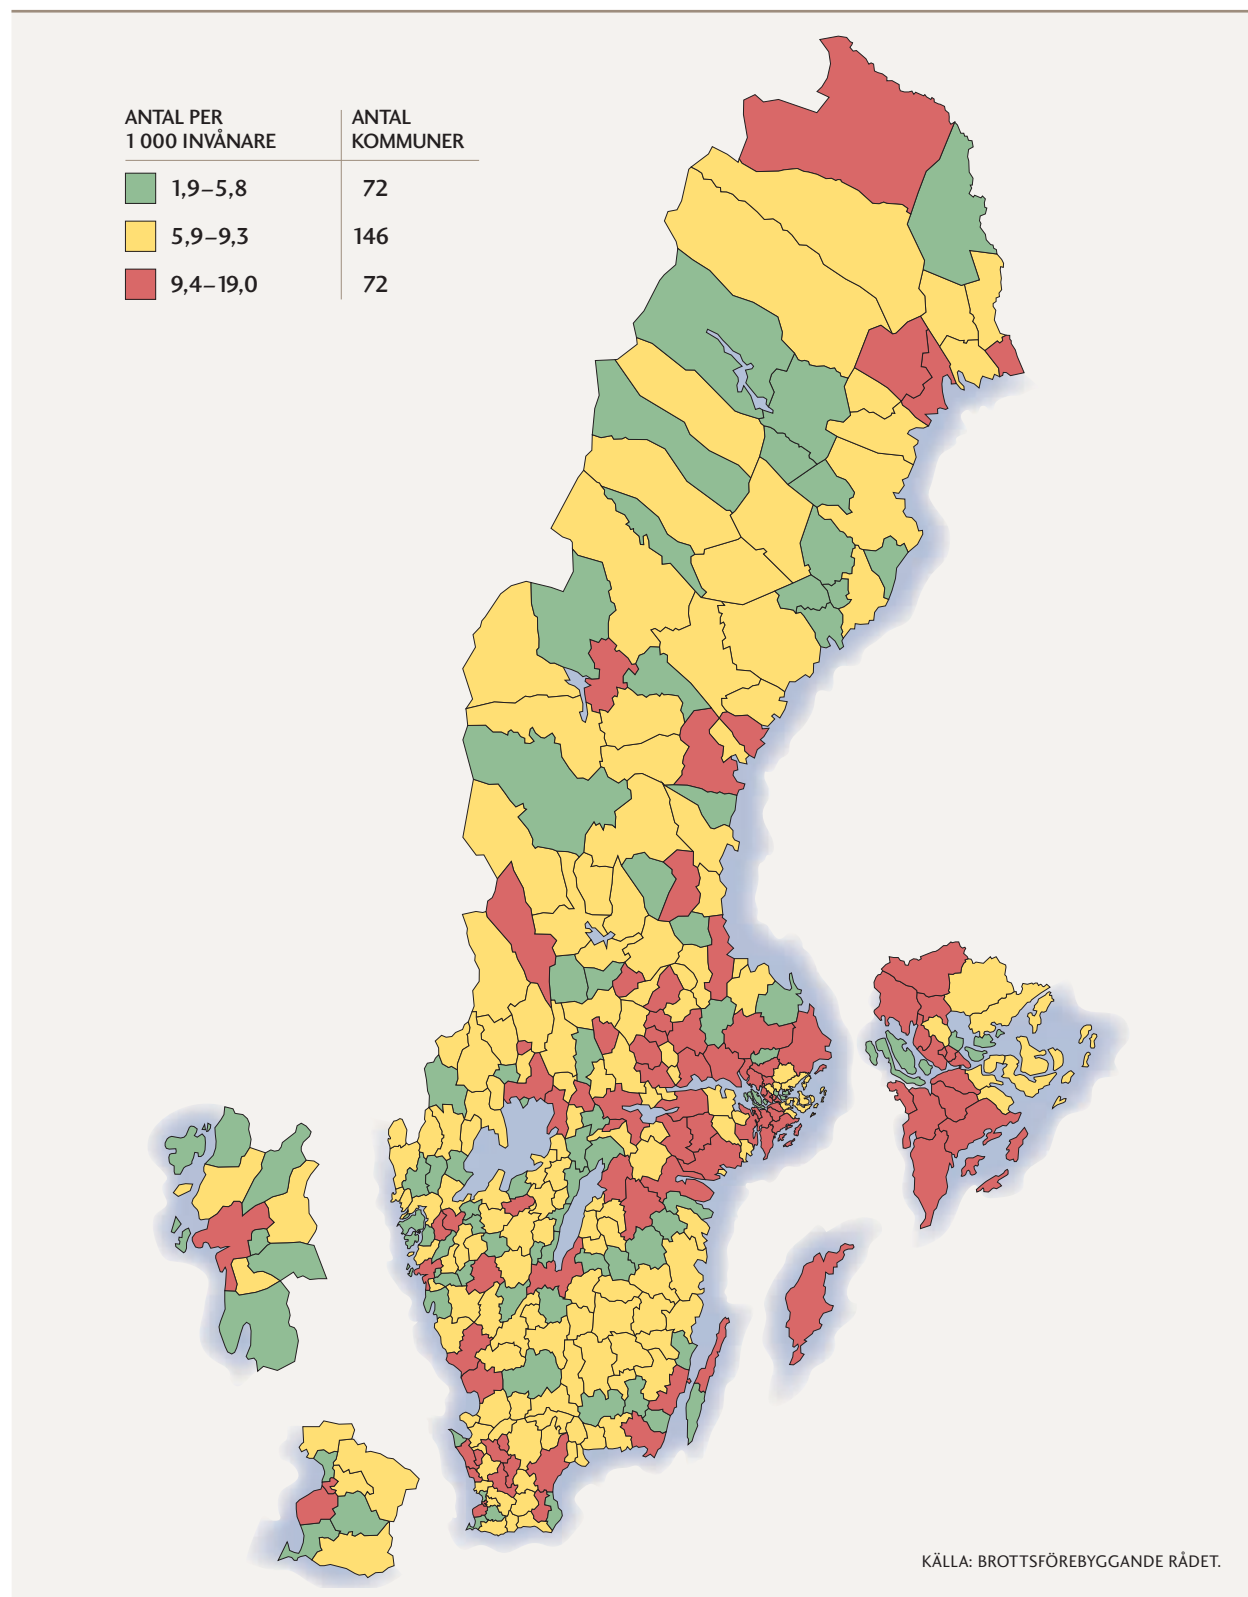 ANTAL PER
1 000 INVÅNARE
ANTAL
KOMMUNER
1,9–5,8 72
5,9–9,3 146
9,4–19,0 72
KÄLLA: BROTTSFÖREBYGGANDE RÅDET.